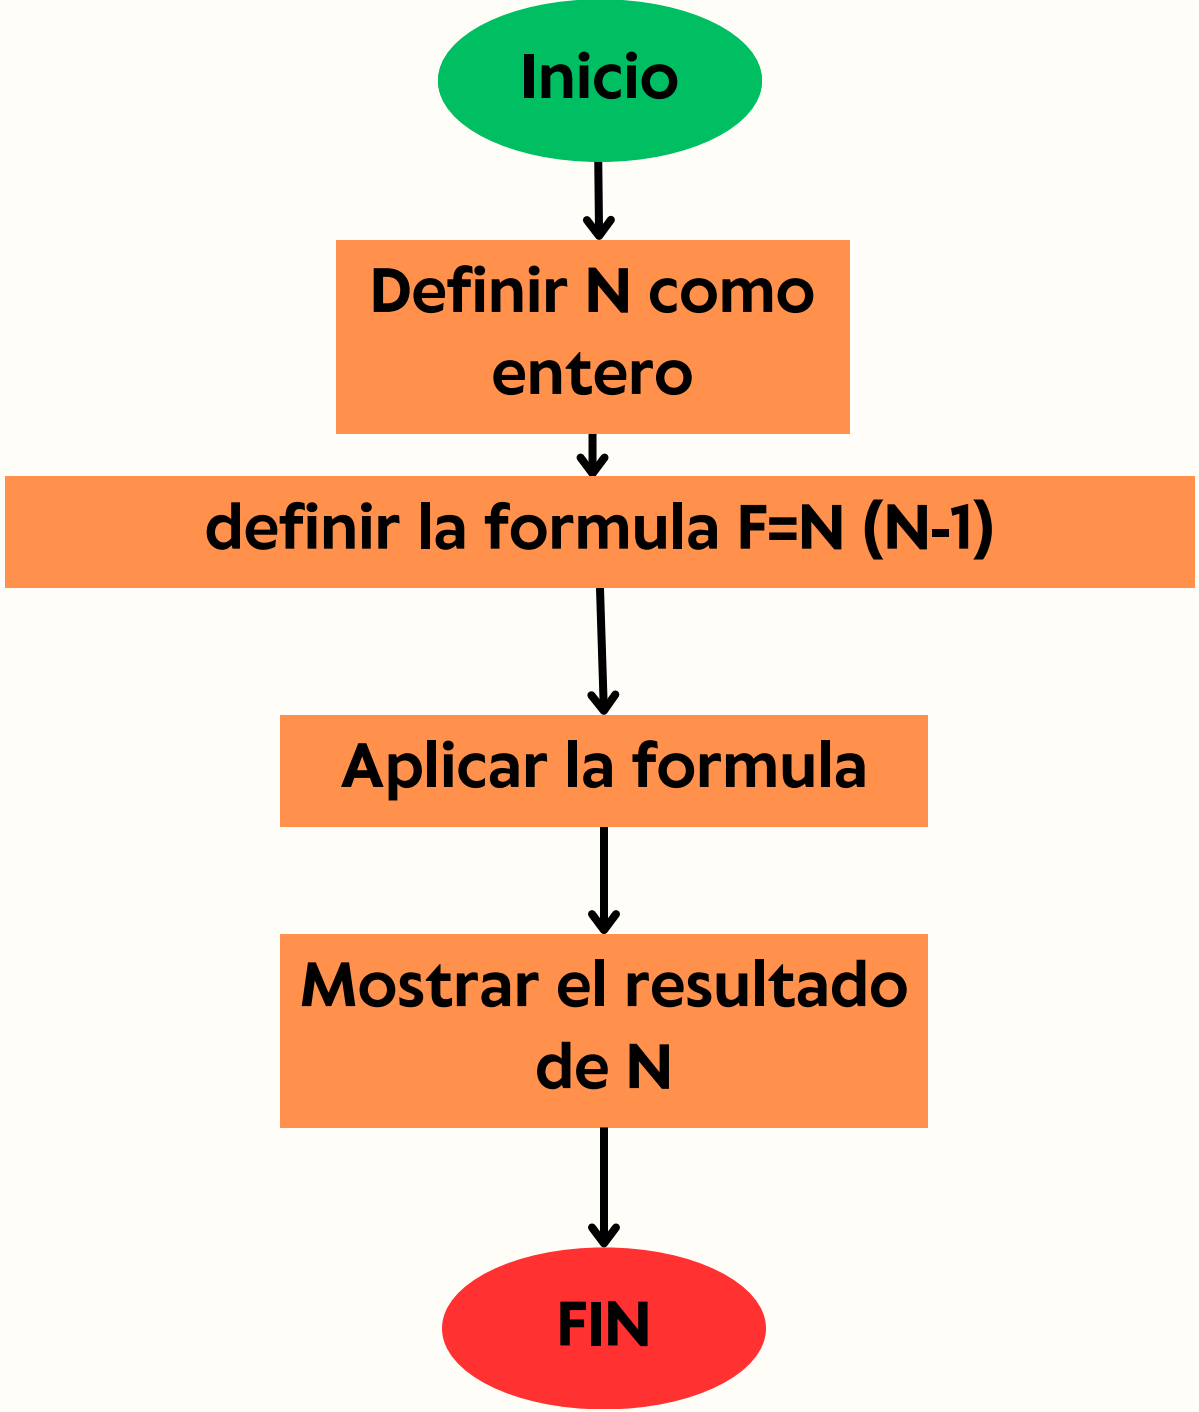 Inicio
Definir N como
entero
definir la formula F=N (N-1)
Aplicar la formula
Mostrar el resultado
de N
FIN